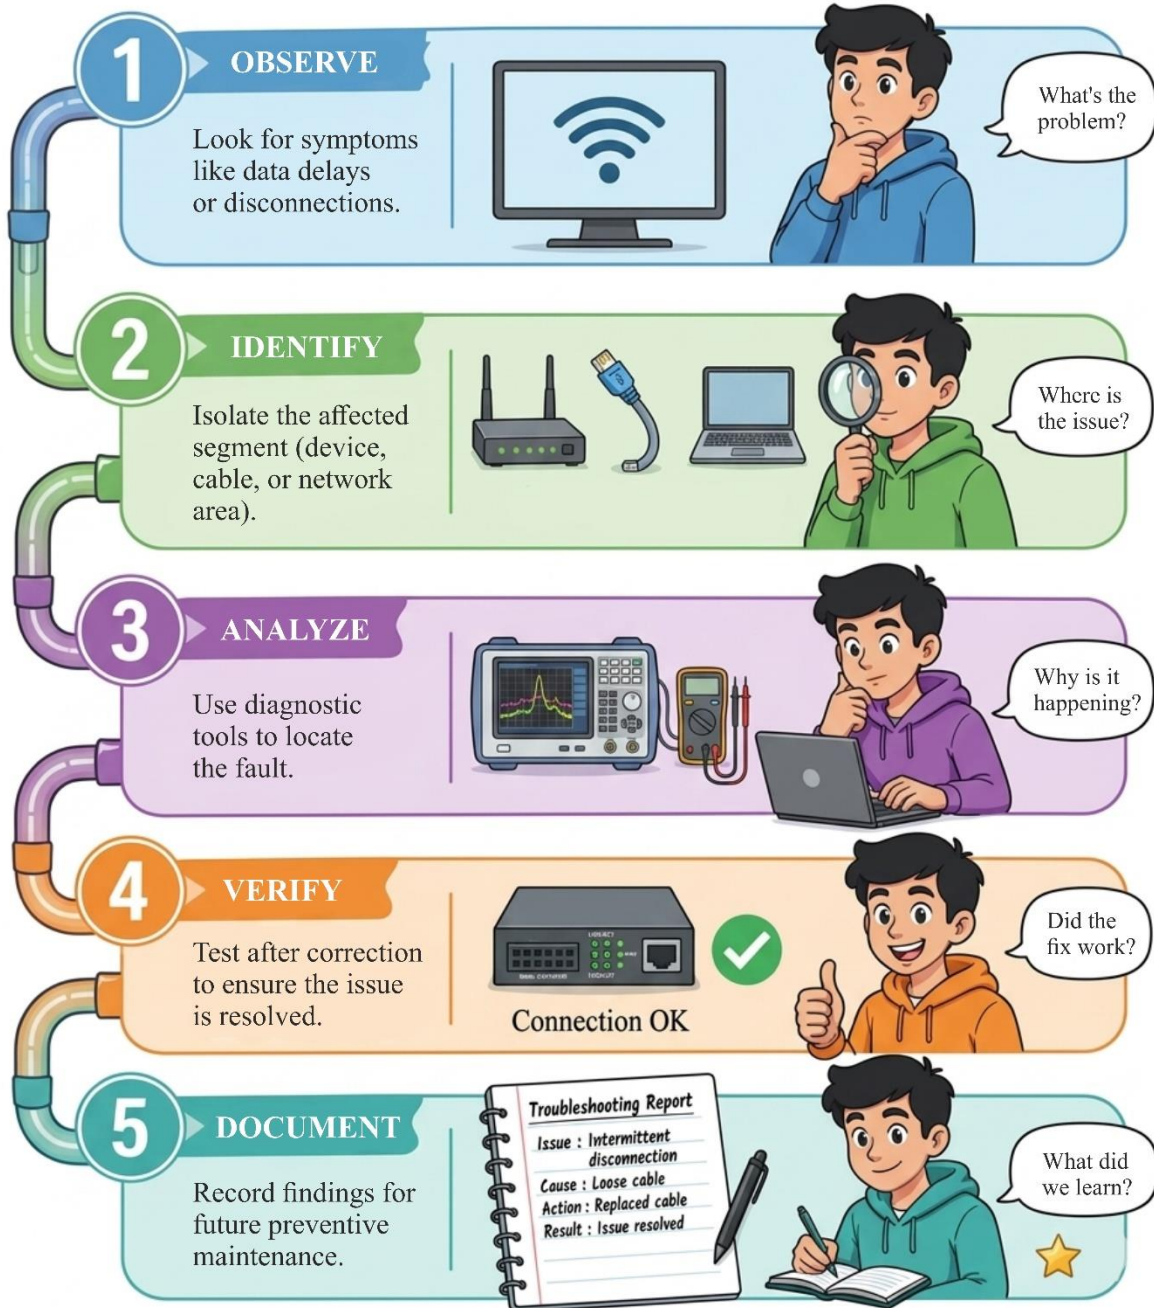 1
OBSERVE
Look for symptoms
like data delays
or disconnections.
What's the
problem?
2
IDENTIFY
Isolate the affected
segment (device,
cable, or network
area).
Where is
the issue?
3
ANALYZE
Use diagnostic
tools to locate
the fault.
Why is it
happening?
4
VERIFY
Test after correction
to ensure the issue
is resolved.
Connection OK
Did the
fix work?
5
DOCUMENT
Record findings for
future preventive
maintenance.
Troubleshooting Report
Issue : Intermittent
disconnection
Cause : Loose cable
Action : Replaced cable
Result : Issue resolved
What did
we learn?